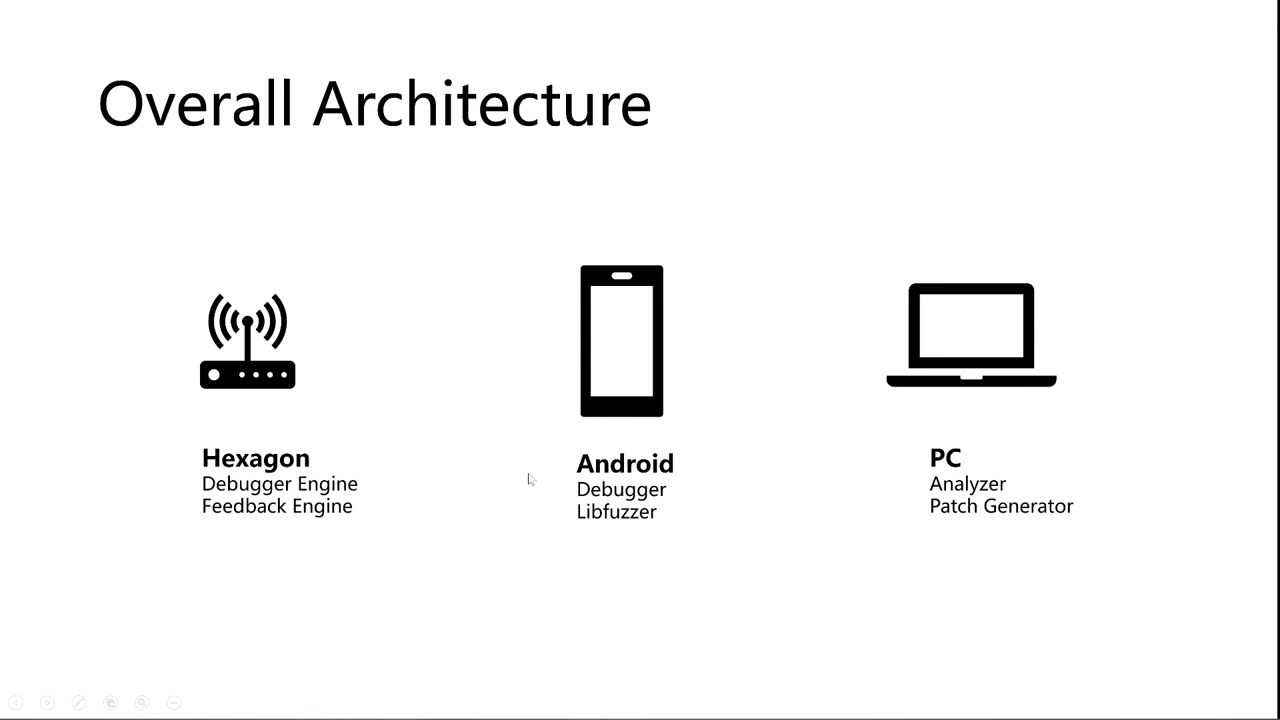 Overall Architecture
Hexagon
Debugger Engine
Feedback Engine
Android
Debugger
Libfuzzer
PC
Analyzer
Patch Generator